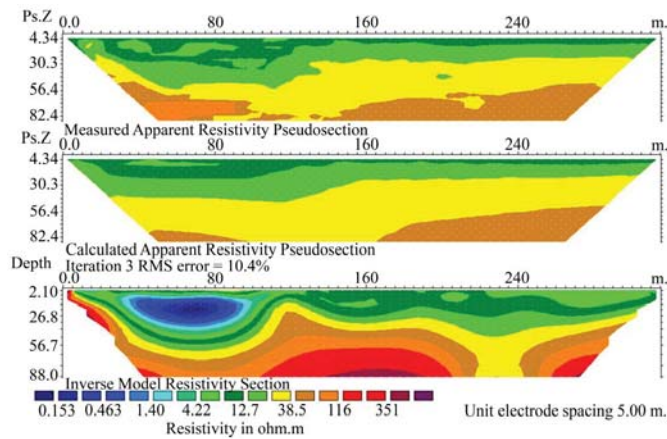 Ps.Z 0.0 80 160 240 m.
4.34
30.3
56.4
82.4
Measured Apparent Resistivity Pseudosection
Ps.Z 0.0 80 160 240 m.
4.34
30.3
56.4
82.4
Calculated Apparent Resistivity Pseudosection
Depth Iteration 3 RMS error = 10.4%
0.0 80 160 240 m.
2.10
26.8
56.7
88.0
Inverse Model Resistivity Section
0.153 0.463 1.40 4.22 12.7 38.5 116 351
Resistivity in ohm.m
Unit electrode spacing 5.00 m.